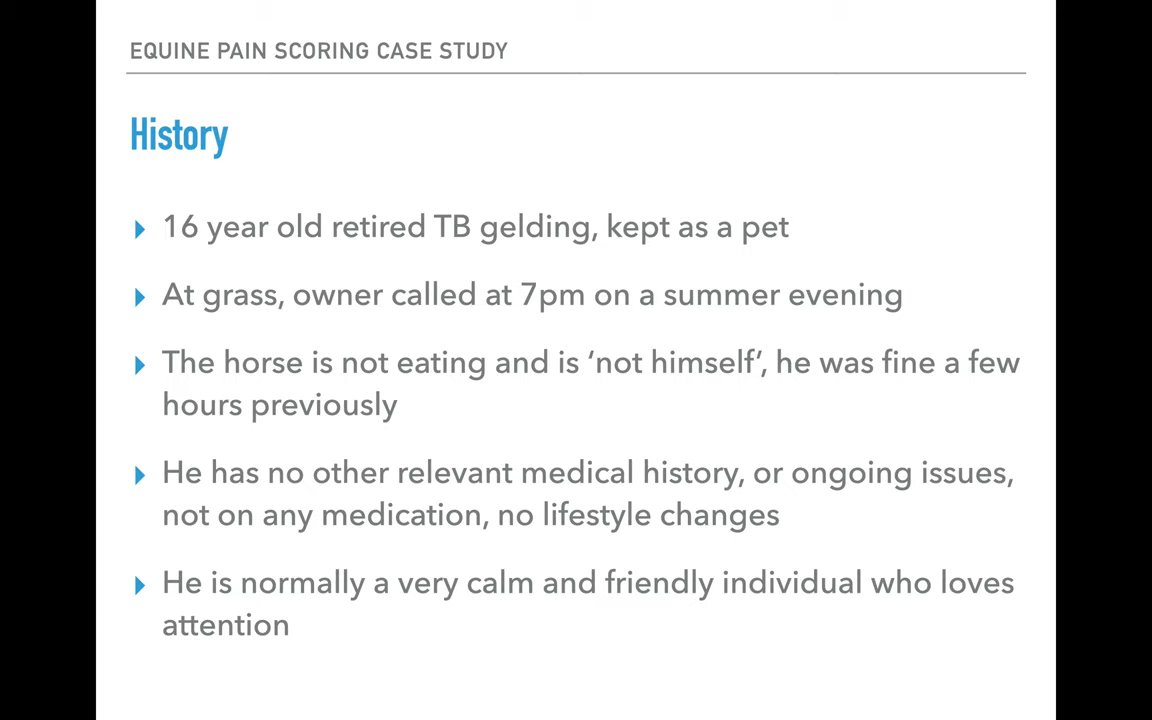 EQUINE PAIN SCORING CASE STUDY
History
16 year old retired TB gelding, kept as a pet
At grass, owner called at 7pm on a summer evening
The horse is not eating and is ‘not himself’, he was fine a few
hours previously
He has no other relevant medical history, or ongoing issues,
not on any medication, no lifestyle changes
He is normally a very calm and friendly individual who loves
attention